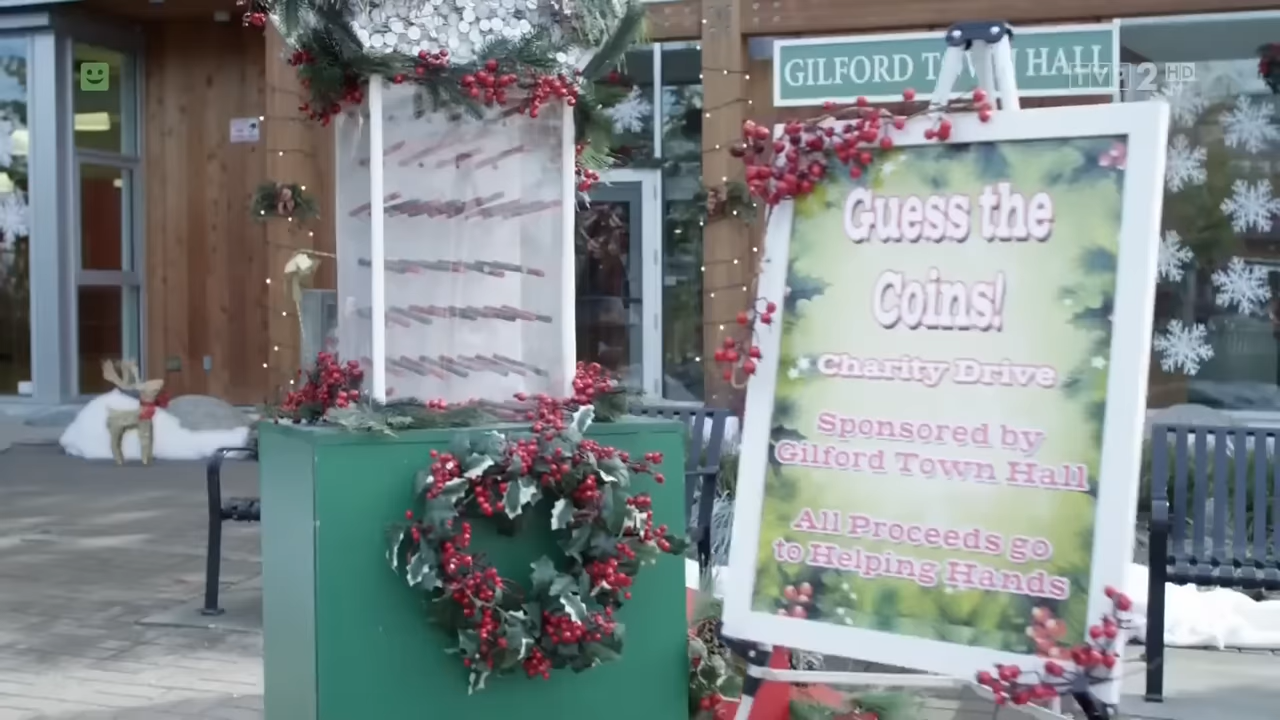 GILFORD TOWN HALL
TVP2 HD
Guess the
Coins!
Charity Drive
Sponsored by
Gilford Town Hall
All Proceeds go
to Helping Hands